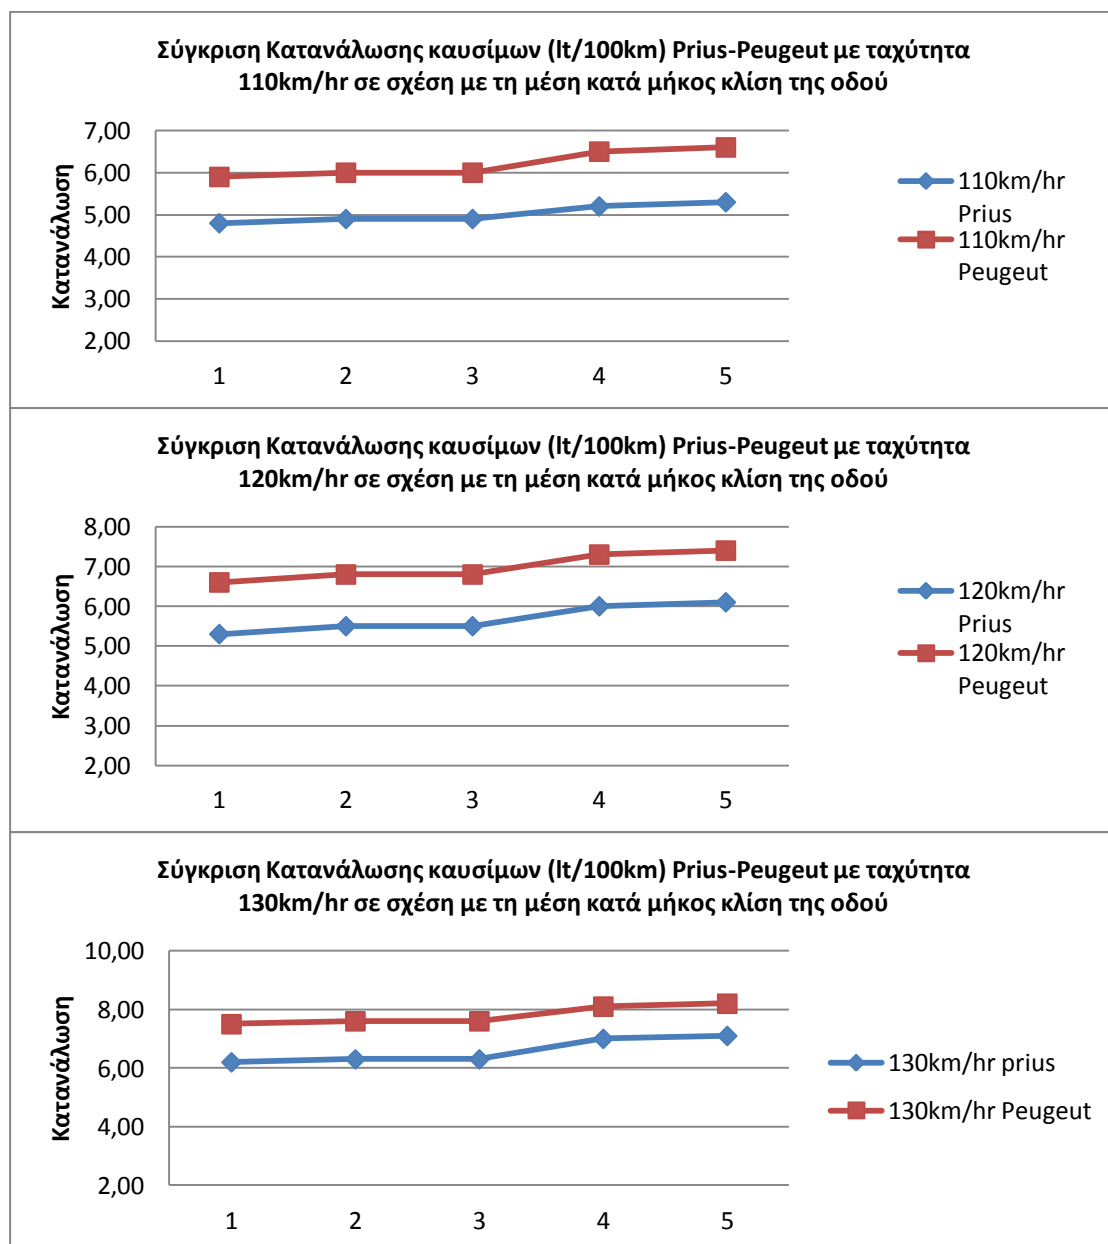 Σύγκριση Κατανάλωσης καυσίμων (lt/100km) Prius-Peugeut με ταχύτητα
110km/hr σε σχέση με τη μέση κατά μήκος κλίση της οδού
7,00
6,00
5,00
4,00
3,00
2,00
Κατανάλωση
1 2 3 4 5
110km/hr
Prius
110km/hr
Peugeut
Σύγκριση Κατανάλωσης καυσίμων (lt/100km) Prius-Peugeut με ταχύτητα
120km/hr σε σχέση με τη μέση κατά μήκος κλίση της οδού
8,00
7,00
6,00
5,00
4,00
3,00
2,00
Κατανάλωση
1 2 3 4 5
120km/hr
Prius
120km/hr
Peugeut
Σύγκριση Κατανάλωσης καυσίμων (lt/100km) Prius-Peugeut με ταχύτητα
130km/hr σε σχέση με τη μέση κατά μήκος κλίση της οδού
10,00
8,00
6,00
4,00
2,00
Κατανάλωση
1 2 3 4 5
130km/hr prius
130km/hr Peugeut